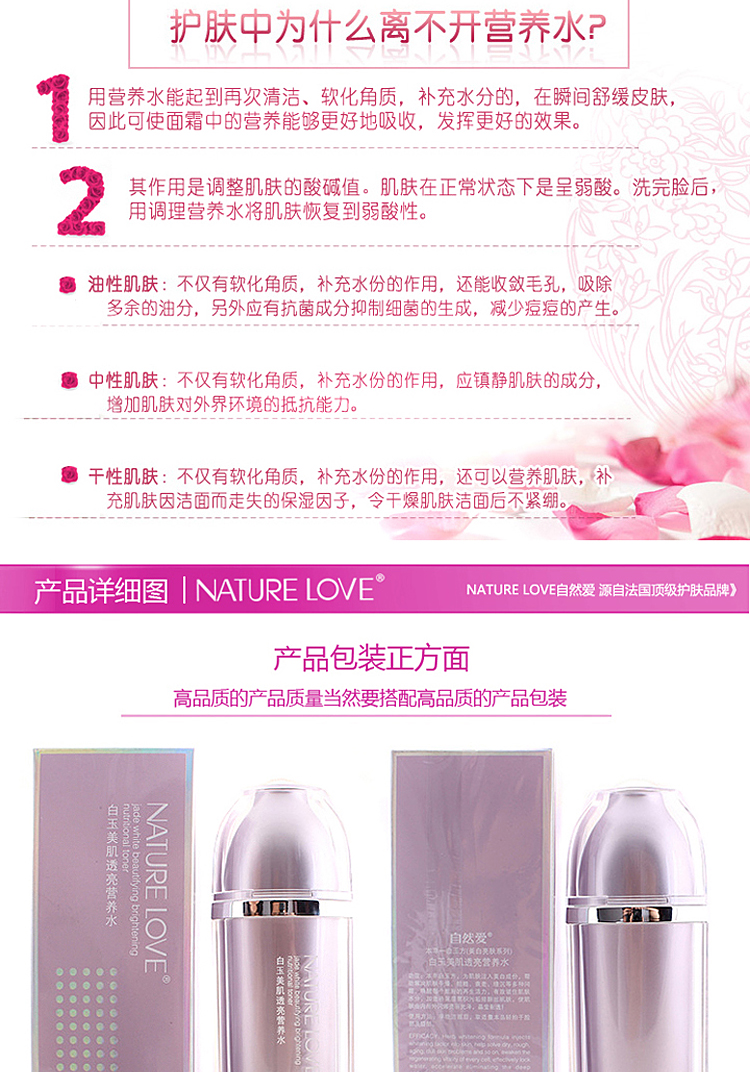 护肤中为什么离不开营养水?
1
用营养水能起到再次清洁、软化角质，补充水分的，在瞬间舒缓皮肤，
因此可使面霜中的营养能够更好地吸收，发挥更好的效果。
2
其作用是调整肌肤的酸碱值。肌肤在正常状态下是呈弱酸。洗完脸后，
用调理营养水将肌肤恢复到弱酸性。
油性肌肤：不仅有软化角质，补充水份的作用，还能收敛毛孔，吸除
多余的油分，另外应有抗菌成分抑制细菌的生成，减少痘痘的产生。
中性肌肤：不仅有软化角质，补充水份的作用，应镇静肌肤的成分，
增加肌肤对外界环境的抵抗能力。
干性肌肤：不仅有软化角质，补充水份的作用，还可以营养肌肤，补
充肌肤因洁面而走失的保湿因子，令干燥肌肤洁面后不紧绷。
产品详细图 | NATURE LOVE®
NATURE LOVE自然爱 源自法国顶级护肤品牌》
产品包装正方面
高品质的产品质量当然要搭配高品质的产品包装
NATURE LOVE®
jade white beautifying brightening
nutritional toner
白玉美肌透亮营养水
NATURE LOVE
jade white beautifying brightening
nutritional toner
白玉美肌透亮营养水
自然爱®
白玉美肌透亮营养水